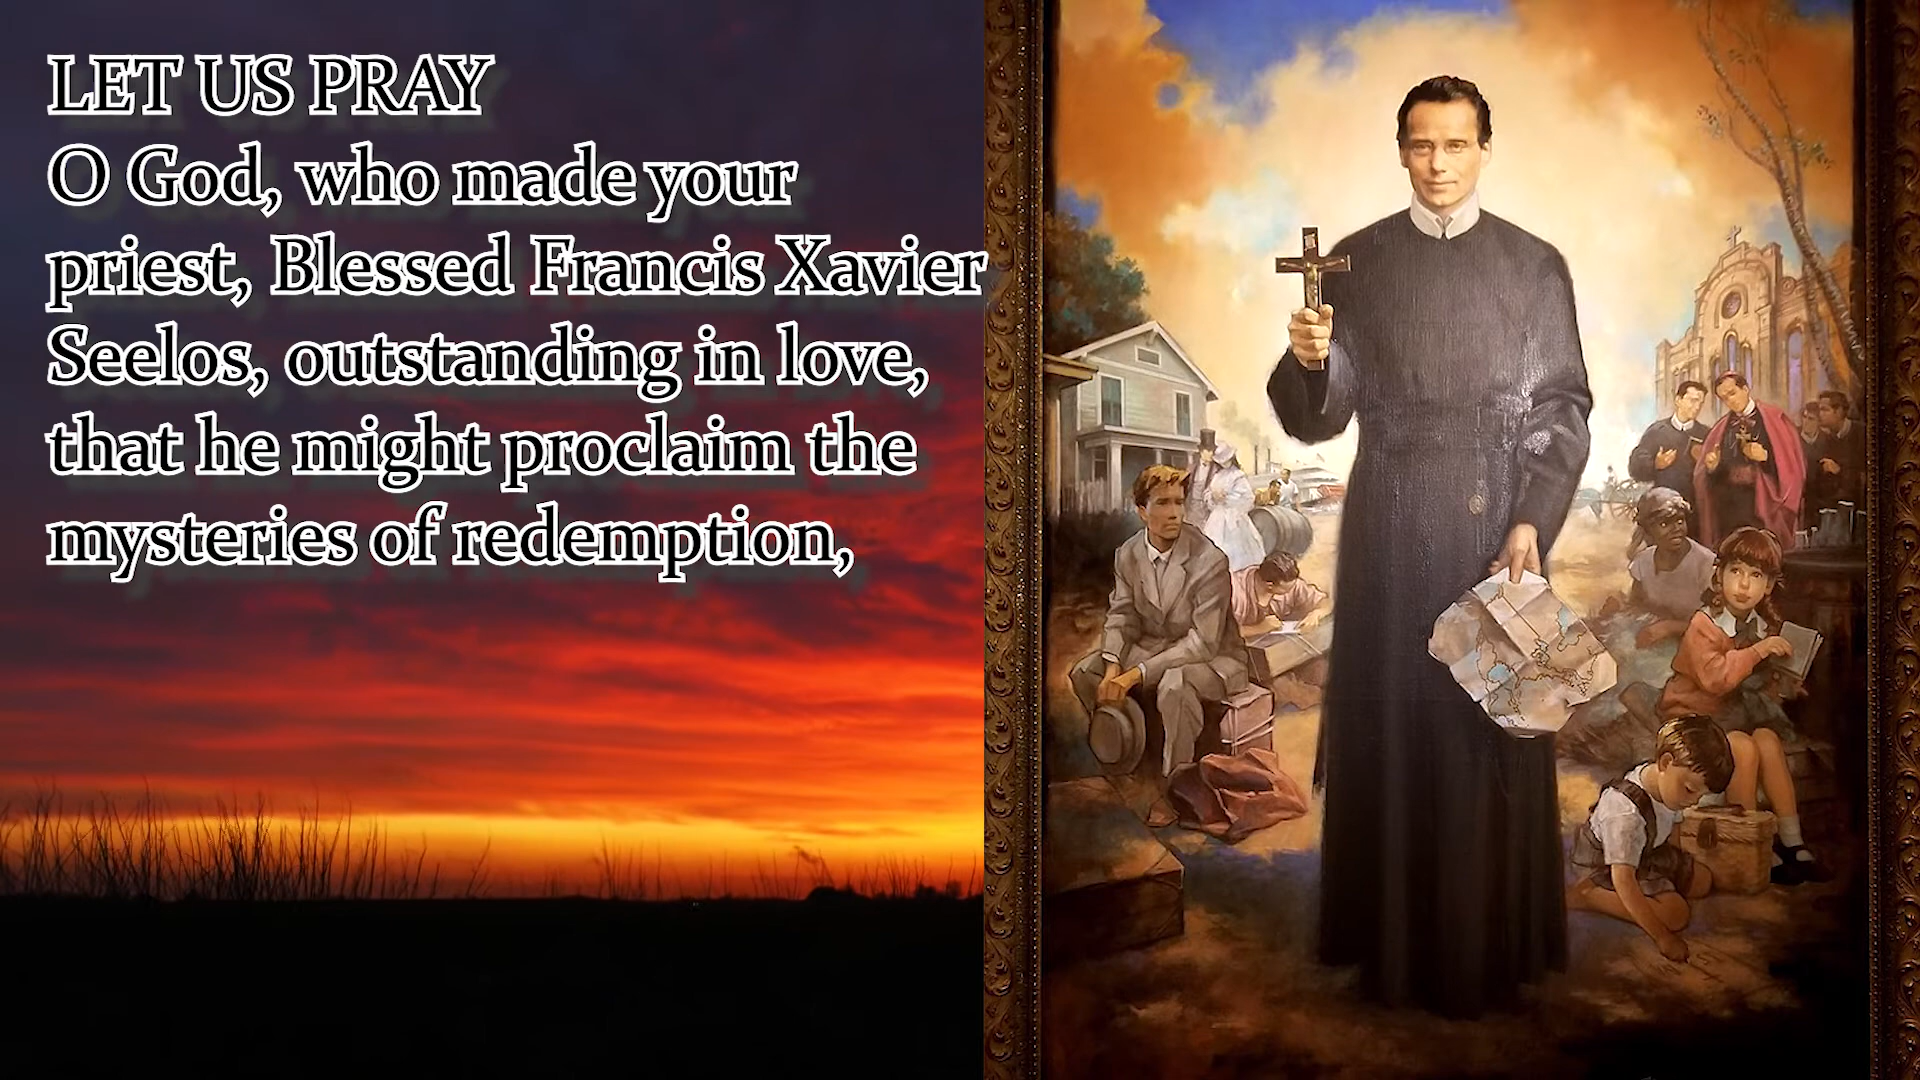 LET US PRAY
O God, who made your
priest, Blessed Francis Xavier
Seelos, outstanding in love,
that he might proclaim the
mysteries of redemption,